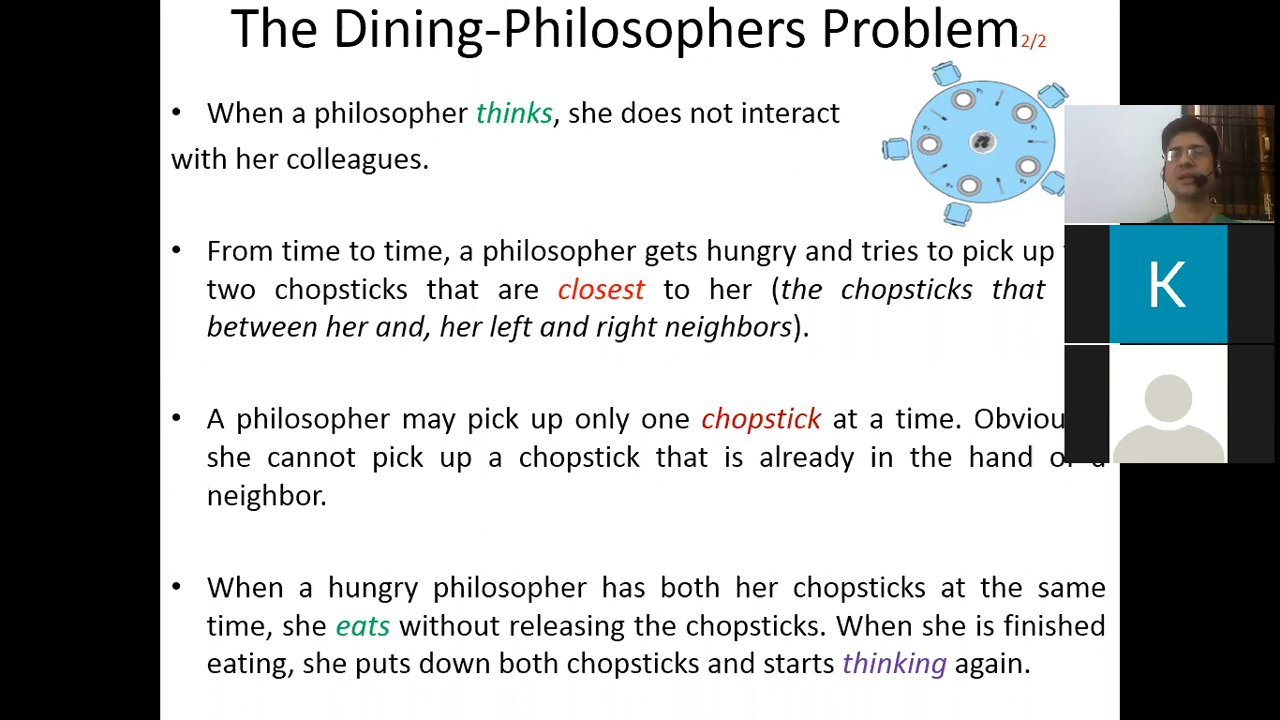 The Dining-Philosophers Problem 2/2
• When a philosopher thinks, she does not interact
with her colleagues.
• From time to time, a philosopher gets hungry and tries to pick up
two chopsticks that are closest to her (the chopsticks that
between her and, her left and right neighbors).
• A philosopher may pick up only one chopstick at a time. Obviou
she cannot pick up a chopstick that is already in the hand of a
neighbor.
• When a hungry philosopher has both her chopsticks at the same
time, she eats without releasing the chopsticks. When she is finished
eating, she puts down both chopsticks and starts thinking again.
K